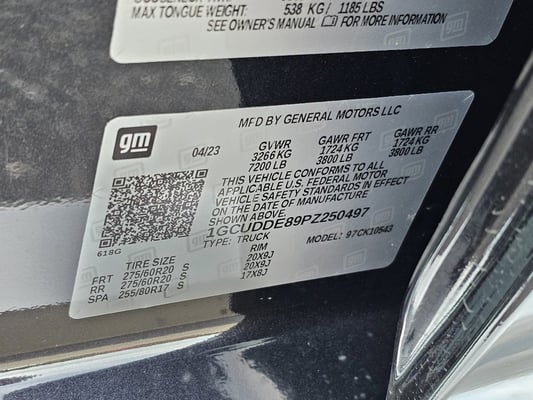 MAX TONGUE WEIGHT: 538 KG / 1185 LBS
SEE OWNER'S MANUAL FOR MORE INFORMATION
gm
MFD BY GENERAL MOTORS LLC
04/23 GVWR GAWR FRT GAWR RR
3266 KG 1724 KG 1724 KG
7200 LB 3800 LB 3800 LB
THIS VEHICLE CONFORMS TO ALL
APPLICABLE U.S. FEDERAL MOTOR
VEHICLE SAFETY STANDARDS IN EFFECT
ON THE DATE OF MANUFACTURE
SHOWN ABOVE.
1GCUDDE89PZ250497
TYPE: TRUCK MODEL: 97CK10543
618G
TIRE SIZE RIM
FRT 275/60R20 S 20X9J
RR 275/60R20 S 20X9J
SPA 255/80R17 S 17X8J